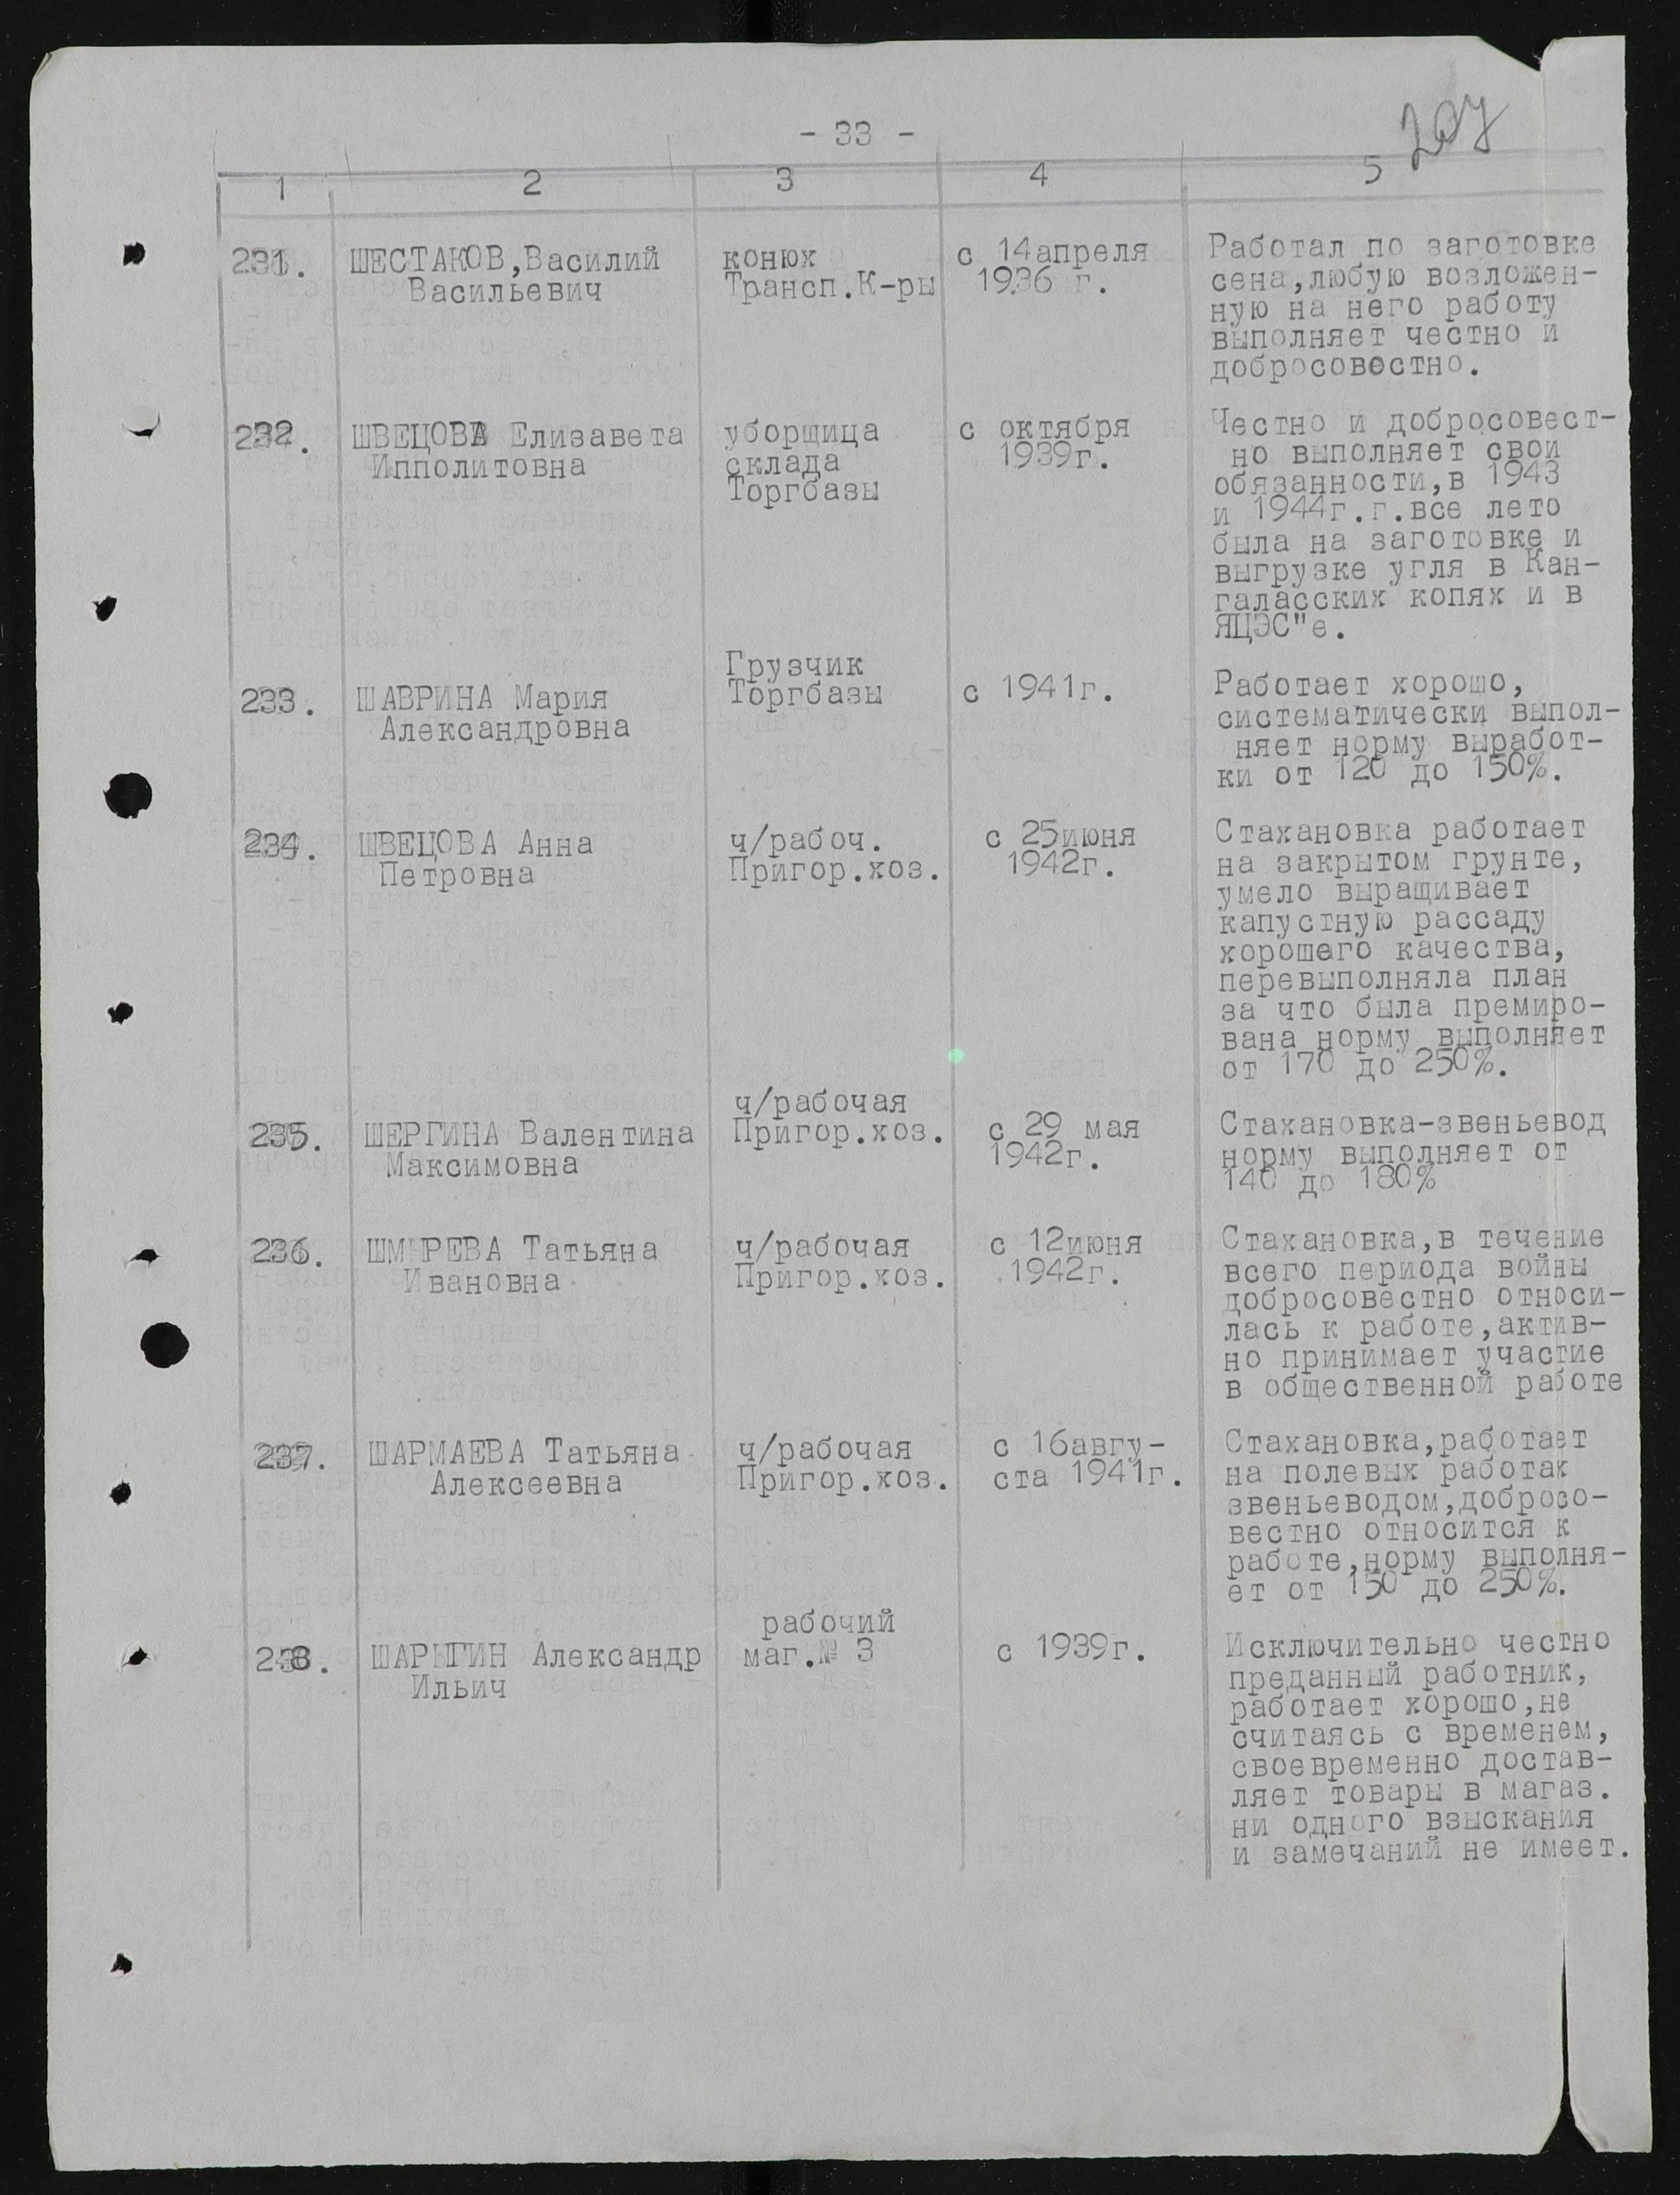 207
- 33 -
1 2 3 4 5
231. ШЕСТАКОВ,Василий Васильевич
конюх
Трансп.К-ры
с 14апреля
1936 г.
Работал по заготовке
сена,любую возложен-
ную на него работу
выполняет честно и
добросовостно.
232. ШВЕЦОВА Елизавета
Ипполитовна
уборщица
склада
Торгбазы
с октября
1939г.
Честно и добросовест-
но выполняет свои
обязанности,в 1943
и 1944г.г.все лето
была на заготовке и
выгрузке угля в Кан-
галасских копях и в
ЯЦЭС"е.
233. ШАВРИНА Мария
Александровна
Грузчик
Торгбазы
с 1941г.
Работает хорошо,
систематически выпол-
няет норму выработ-
ки от 120 до 150%.
234. ШВЕЦОВА Анна
Петровна
ч/рабоч.
Пригор.хоз.
с 25июня
1942г.
Стахановка работает
на закрытом грунте,
умело выращивает
капустную рассаду
хорошего качества,
перевыполняла план
за что была премиро-
вана норму выполняет
от 170 до 250%.
235. ШЕРГИНА Валентина
Максимовна
ч/рабочая
Пригор.хоз.
с 29 мая
1942г.
Стахановка-звеньевод
норму выполняет от
140 до 180%
236. ШМЫРЕВА Татьяна
Ивановна
ч/рабочая
Пригор.хоз.
с 12июня
1942г.
Стахановка,в течение
всего периода войны
добросовестно относи-
лась к работе,актив-
но принимает участие
в общественной работе
237. ШАРМАЕВА Татьяна
Алексеевна
ч/рабочая
Пригор.хоз.
с 16авгу-
ста 1941г.
Стахановка,работает
на полевых работах
звеньеводом,добросо-
вестно относится к
работе,норму выполня-
ет от 150 до 250%.
238. ШАРЫГИН Александр
Ильич
рабочий
маг.№ 3
с 1939г.
Исключительно честно
преданный работник,
работает хорошо,не
считаясь с временем,
своевременно достав-
ляет товары в магаз.
ни одного взыскания
и замечаний не имеет.